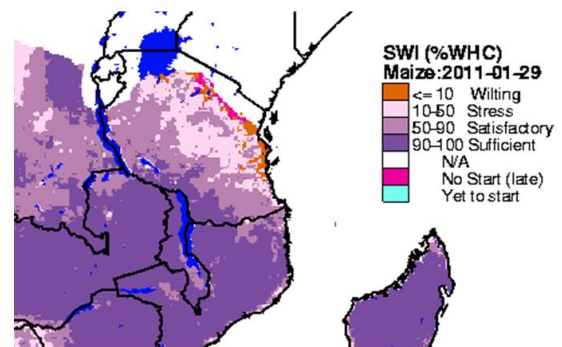 SWI (%WHC)
Maize:2011-01-29
<= 10 Wilting
10-50 Stress
50-90 Satisfactory
90-100 Sufficient
N/A
No Start (late)
Yet to start